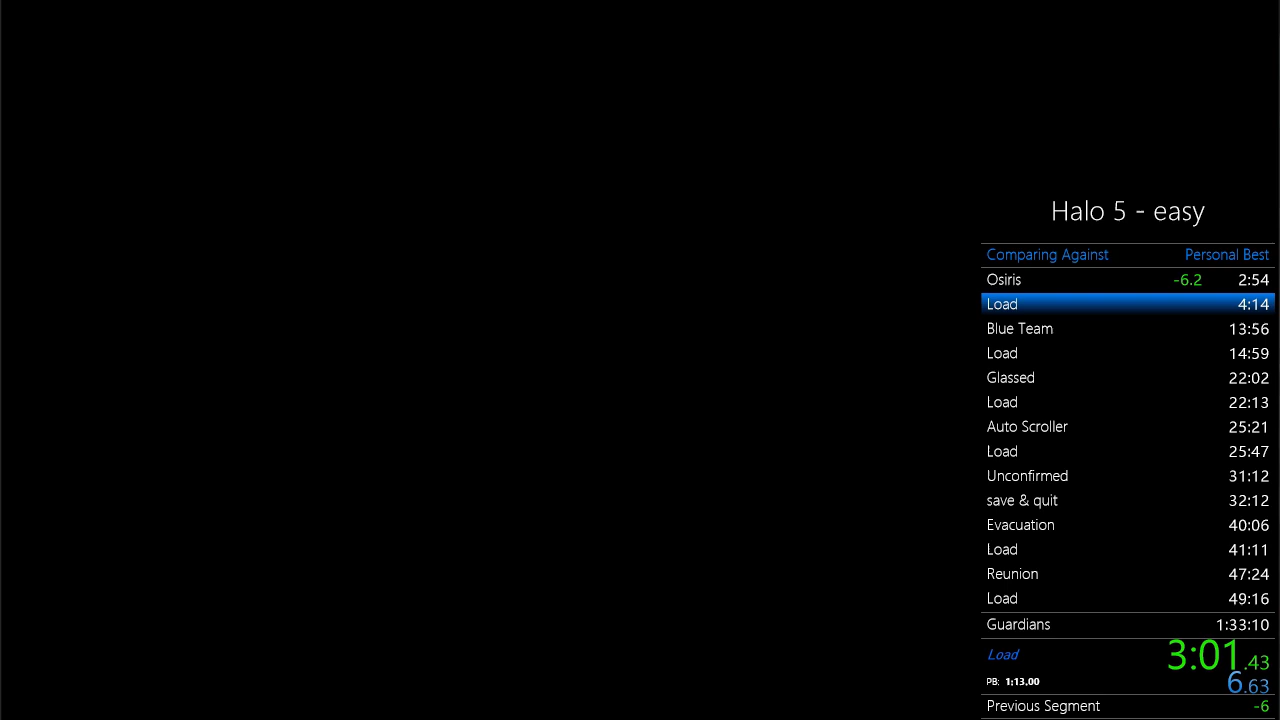 Halo 5 - easy
Comparing Against Personal Best
Osiris -6.2 2:54
Load 4:14
Blue Team 13:56
Load 14:59
Glassed 22:02
Load 22:13
Auto Scroller 25:21
Load 25:47
Unconfirmed 31:12
save & quit 32:12
Evacuation 40:06
Load 41:11
Reunion 47:24
Load 49:16
Guardians 1:33:10
Load 3:01.43
PB: 1:13.00 6.63
Previous Segment -6